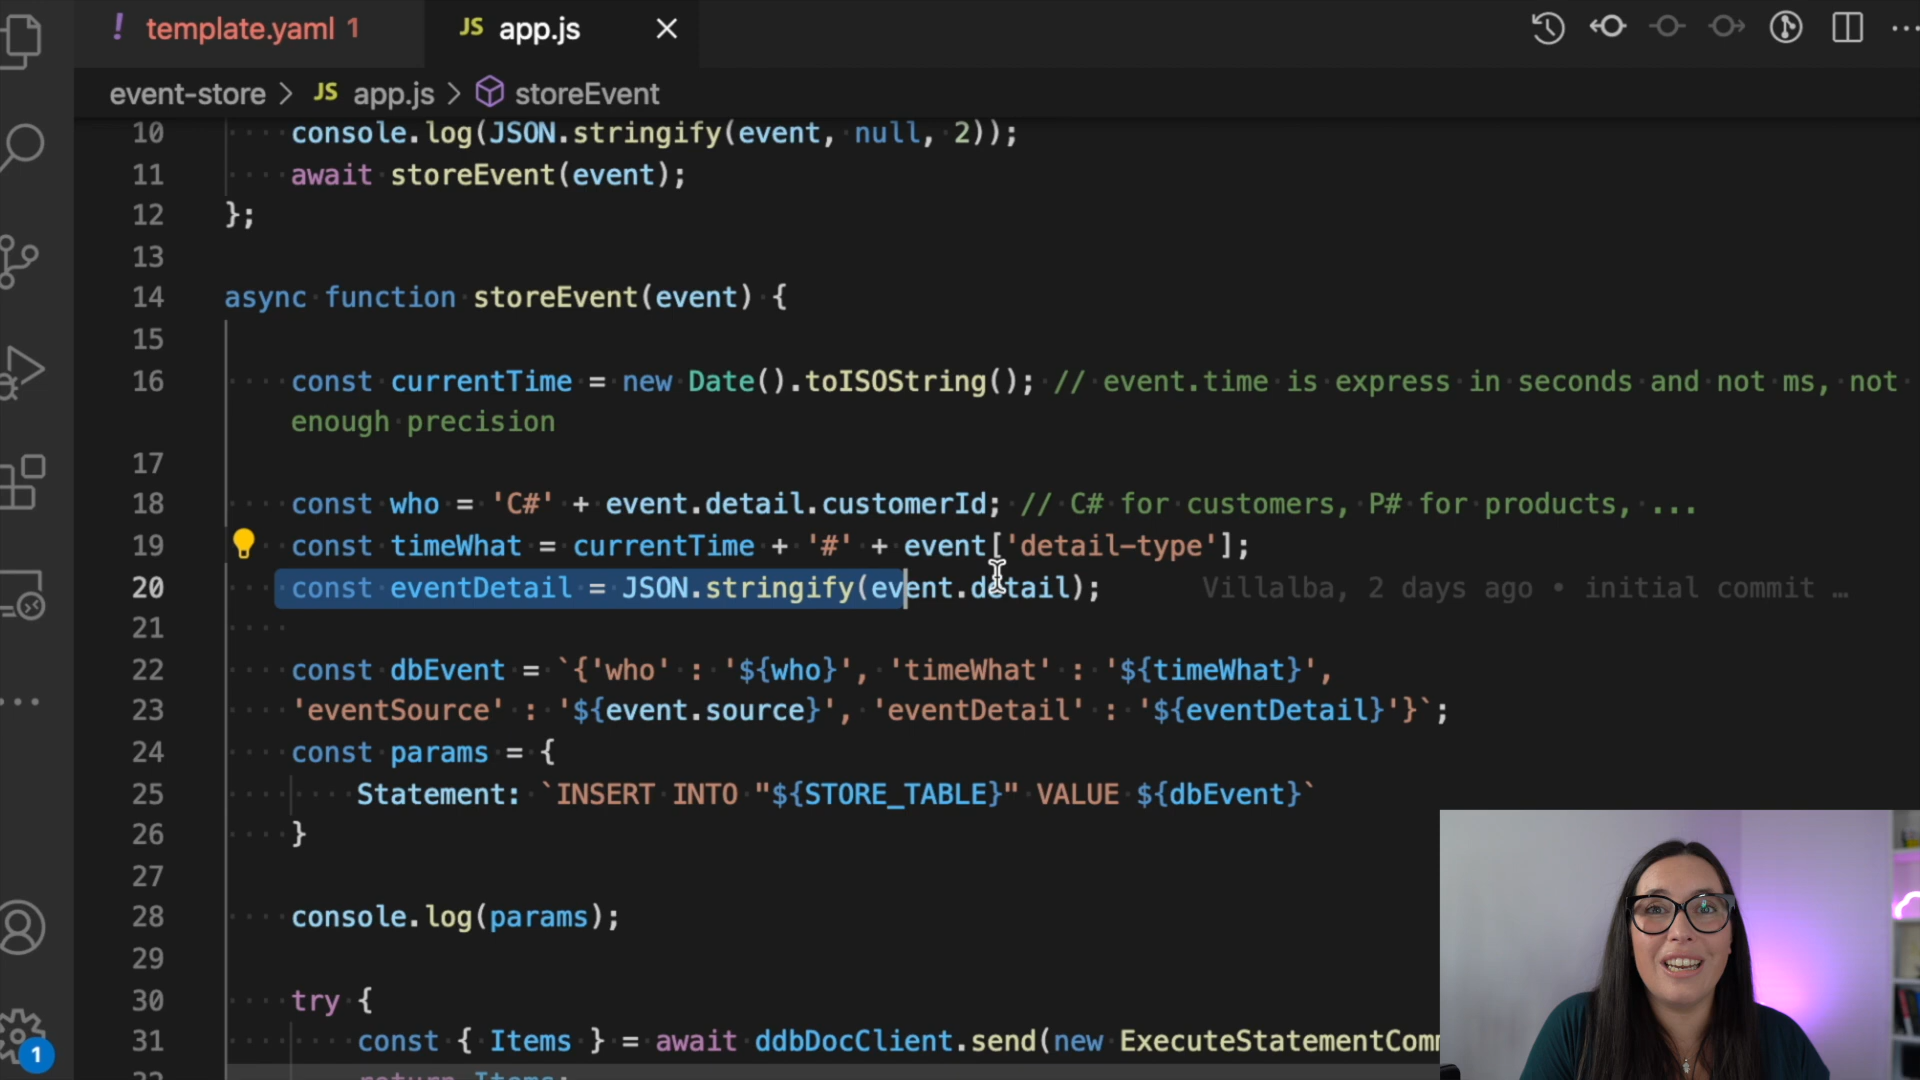 ! template.yaml 1
JS app.js
event-store > JS app.js > storeEvent
10 console.log(JSON.stringify(event, null, 2));
11 await storeEvent(event);
12 };
13
14 async function storeEvent(event) {
15
16 const currentTime = new Date().toISOString(); // event.time is express in seconds and not ms, not
enough precision
17
18 const who = 'C#' + event.detail.customerId; // C# for customers, P# for products, ...
19 const timeWhat = currentTime + '#' + event['detail-type'];
20 const eventDetail = JSON.stringify(event.detail); Villalba, 2 days ago • initial commit …
21
22 const dbEvent = `{'who' : '${who}', 'timeWhat' : '${timeWhat}',
23 'eventSource' : '${event.source}', 'eventDetail' : '${eventDetail}'}`;
24 const params = {
25 Statement: `INSERT INTO "${STORE_TABLE}" VALUE ${dbEvent}`
26 }
27
28 console.log(params);
29
30 try {
31 const { Items } = await ddbDocClient.send(new ExecuteStatementComm
32 return Items;
1